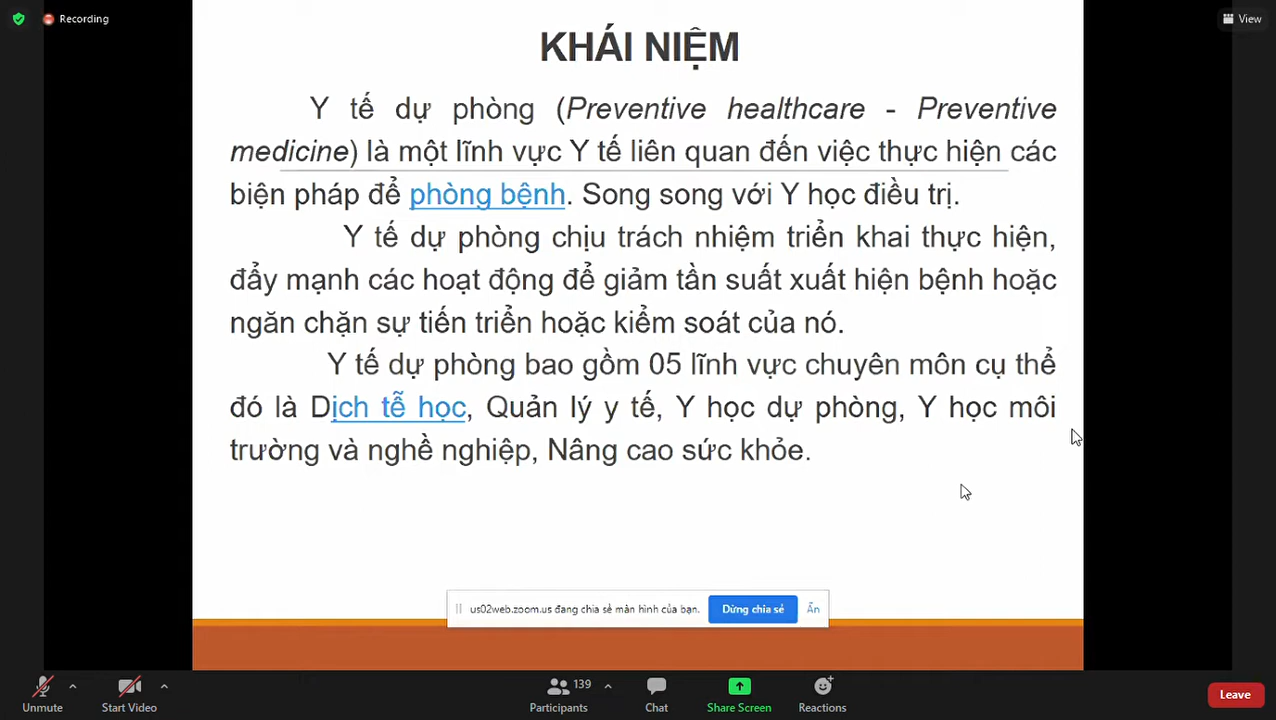 Recording
View
KHÁI NIỆM
Y tế dự phòng (Preventive healthcare - Preventive
medicine) là một lĩnh vực Y tế liên quan đến việc thực hiện các
biện pháp để phòng bệnh. Song song với Y học điều trị.
Y tế dự phòng chịu trách nhiệm triển khai thực hiện,
đẩy mạnh các hoạt động để giảm tần suất xuất hiện bệnh hoặc
ngăn chặn sự tiến triển hoặc kiểm soát của nó.
Y tế dự phòng bao gồm 05 lĩnh vực chuyên môn cụ thể
đó là Dịch tễ học, Quản lý y tế, Y học dự phòng, Y học môi
trường và nghề nghiệp, Nâng cao sức khỏe.
us02web.zoom.us đang chia sẻ màn hình của bạn. Dừng chia sẻ Ẩn
139
Unmute Start Video Participants Chat Share Screen Reactions Leave